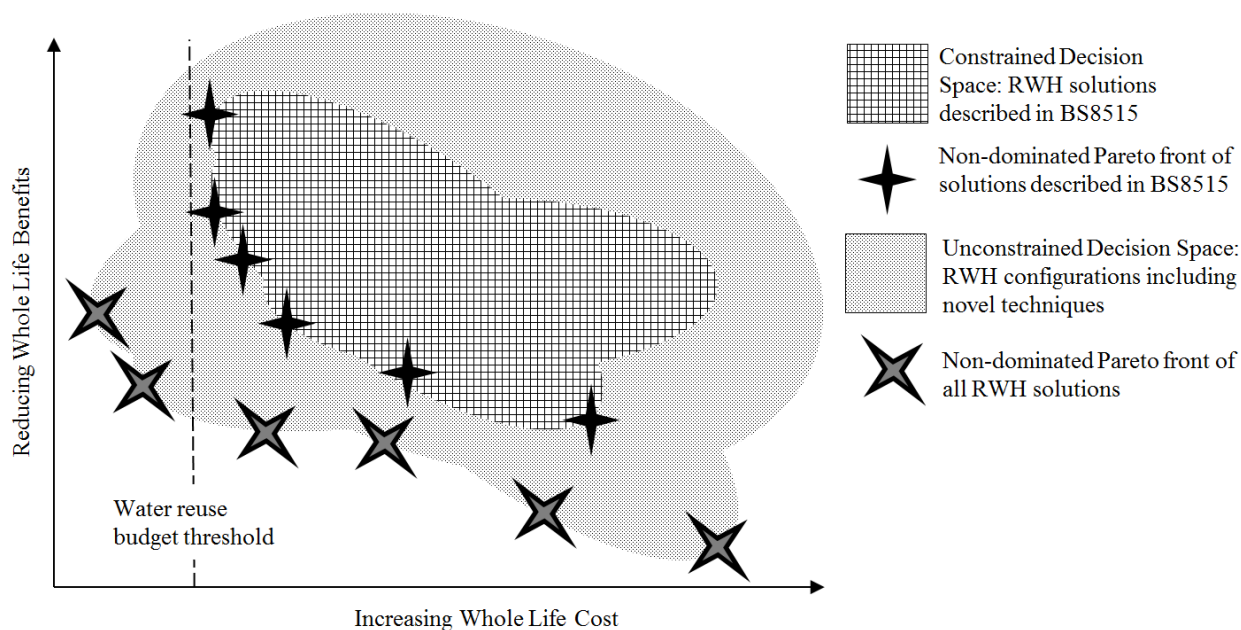 Reducing Whole Life Benefits
Water reuse
budget threshold
Increasing Whole Life Cost
Constrained Decision
Space: RWH solutions
described in BS8515
Non-dominated Pareto front of
solutions described in BS8515
Unconstrained Decision Space:
RWH configurations including
novel techniques
Non-dominated Pareto front of
all RWH solutions